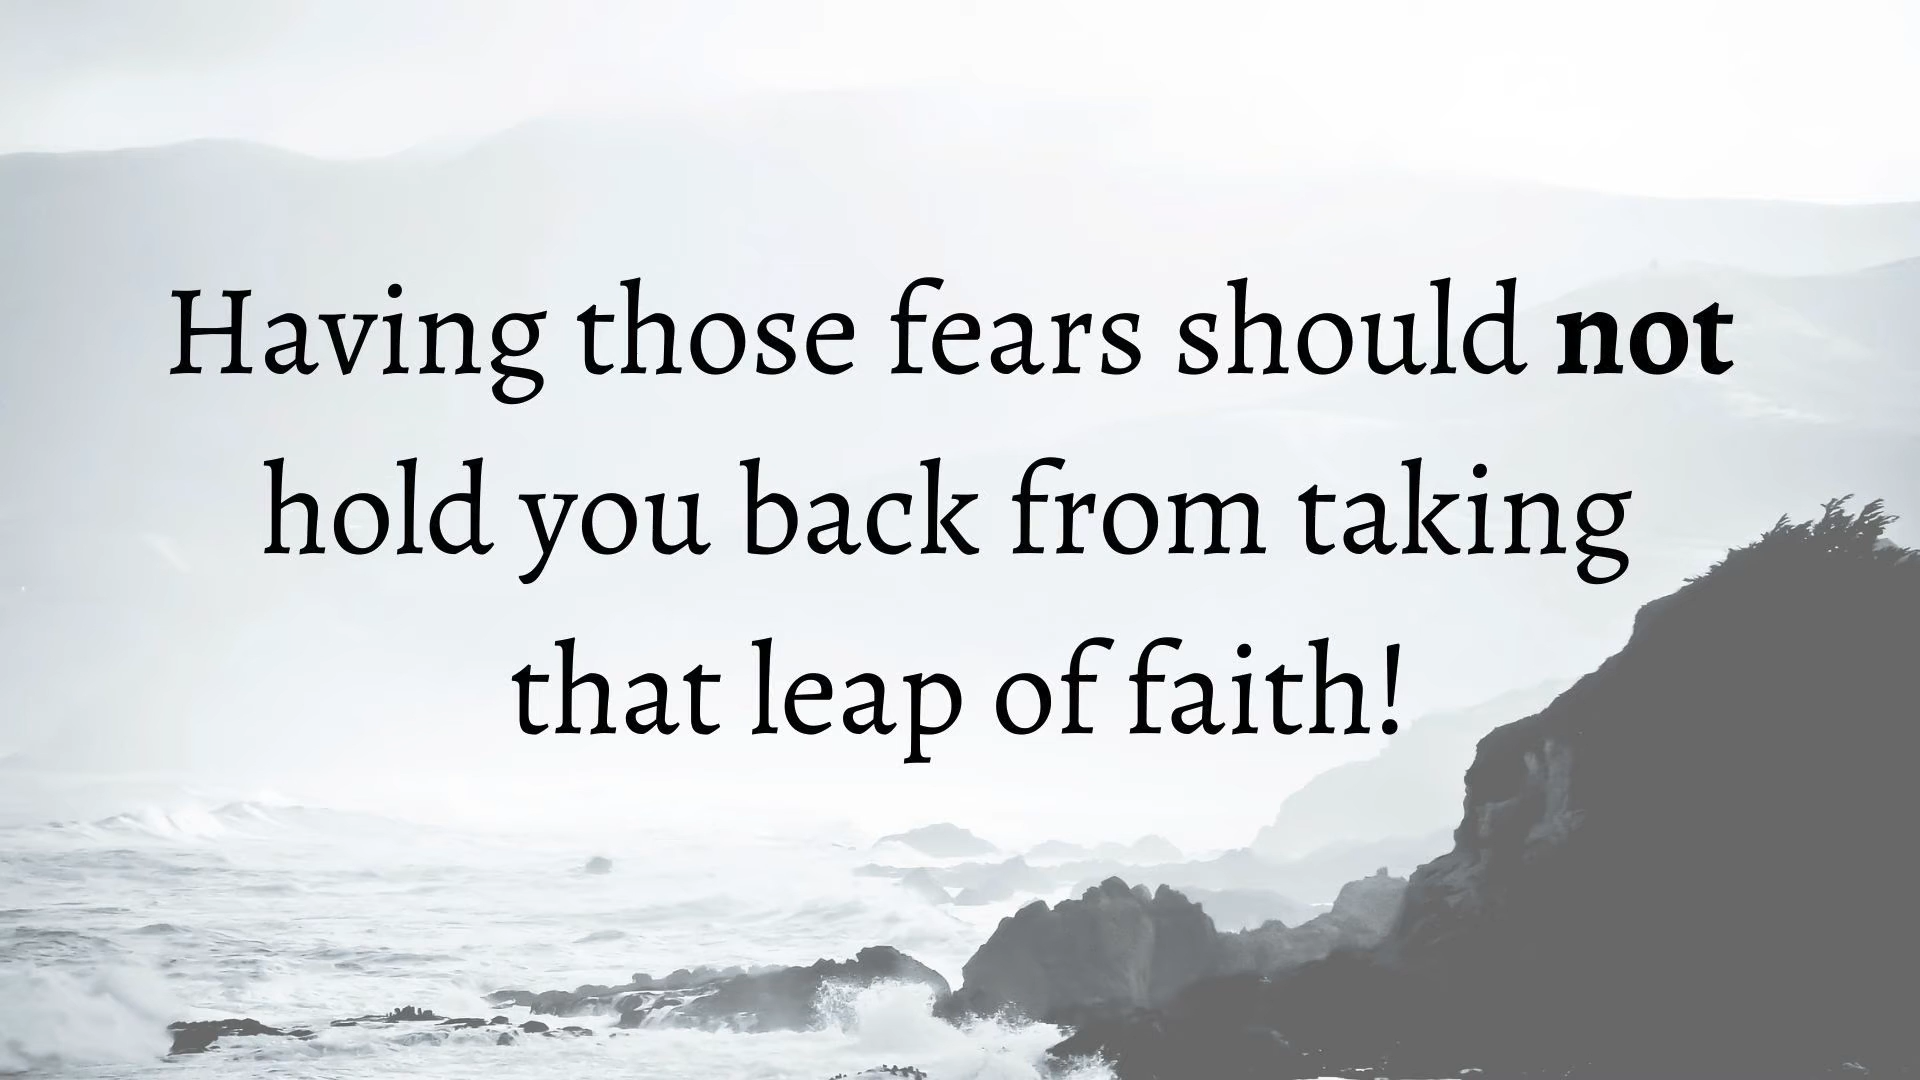 Having those fears should not
hold you back from taking
that leap of faith!